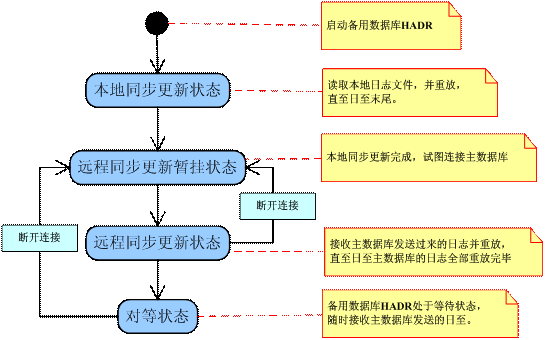 启动备用数据库HADR
本地同步更新状态
读取本地日志文件，并重放，
直至日至末尾。
远程同步更新暂挂状态
本地同步更新完成，试图连接主数据库
断开连接
断开连接
远程同步更新状态
接收主数据库发送过来的日志并重放，
直至日至主数据库的日志全部重放完毕
对等状态
备用数据库HADR处于等待状态，
随时接收主数据库发送的日至。